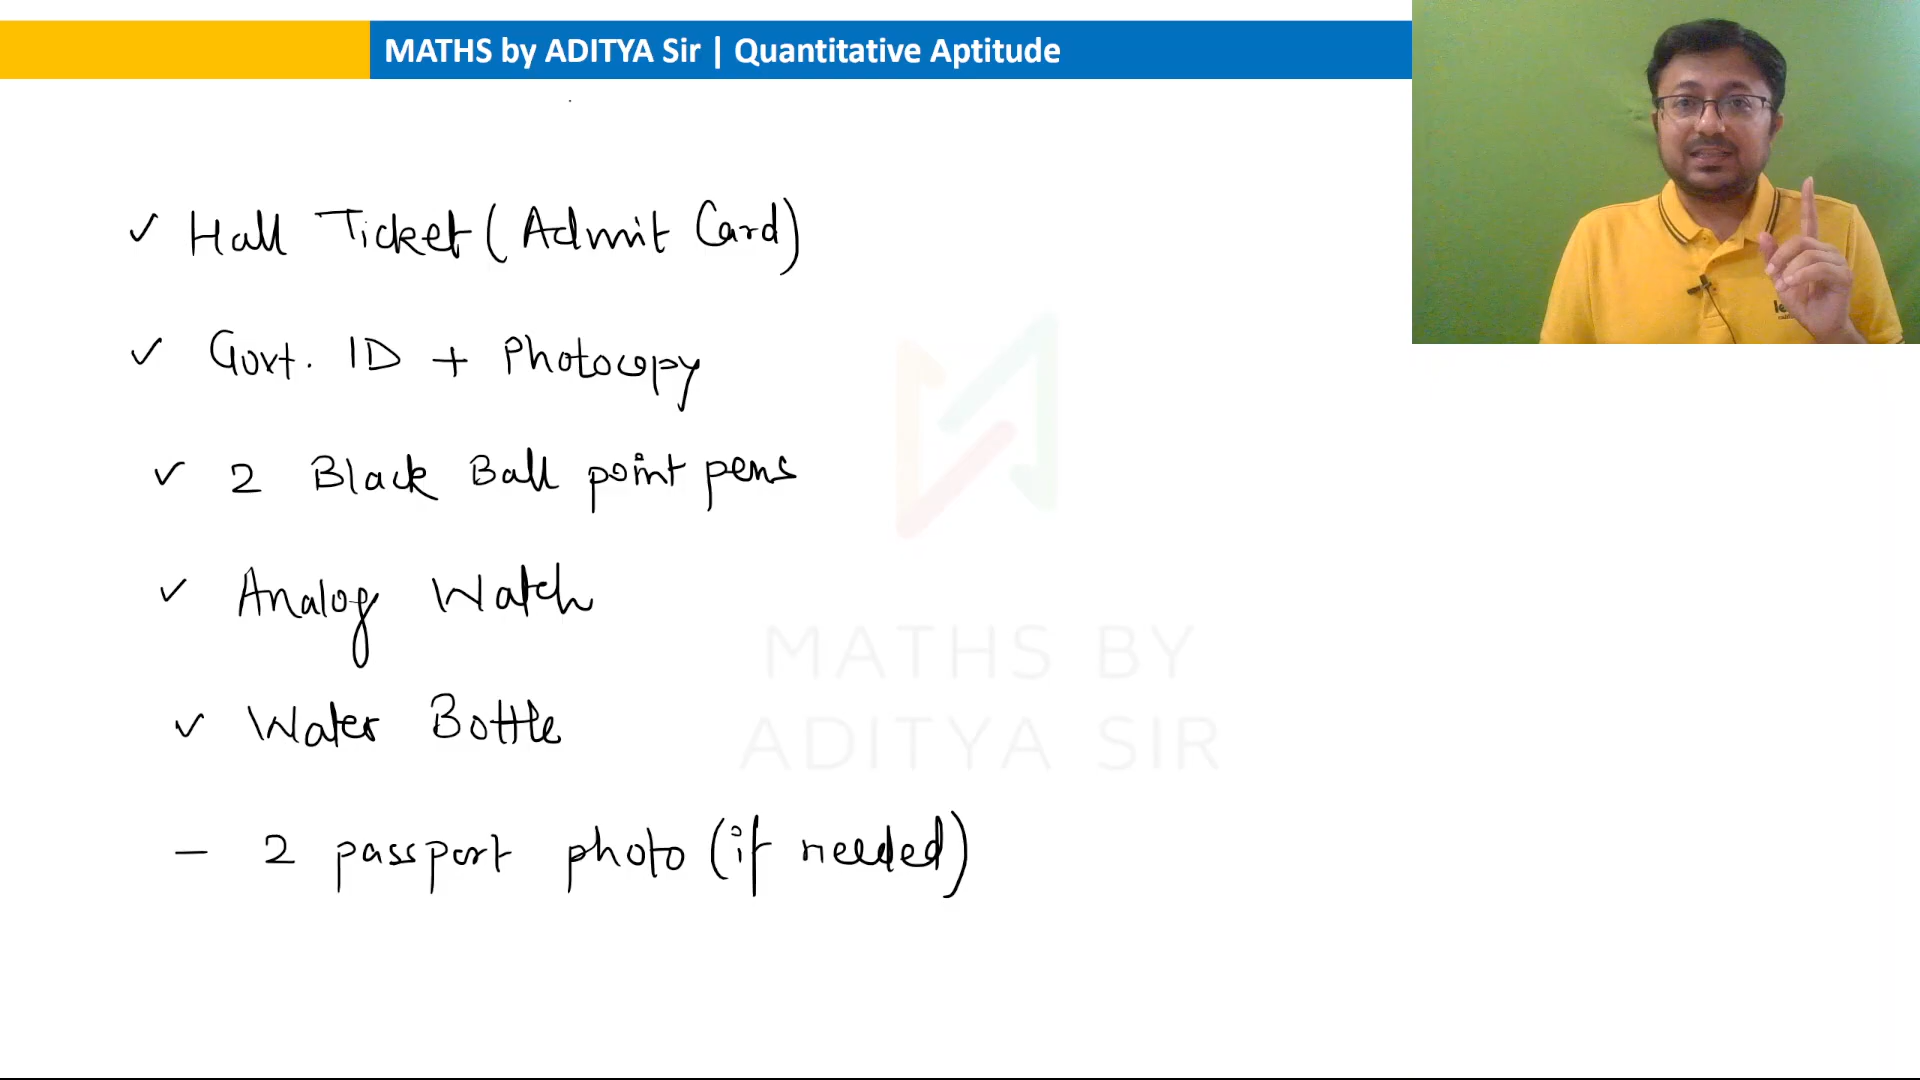 MATHS by ADITYA Sir | Quantitative Aptitude
✓ Hall Ticket (Admit Card)
✓ Govt. ID + Photocopy
✓ 2 Black Ball point pens
✓ Analog Watch
✓ Water Bottle
– 2 passport photo (if needed)
MATHS BY
ADITYA SIR